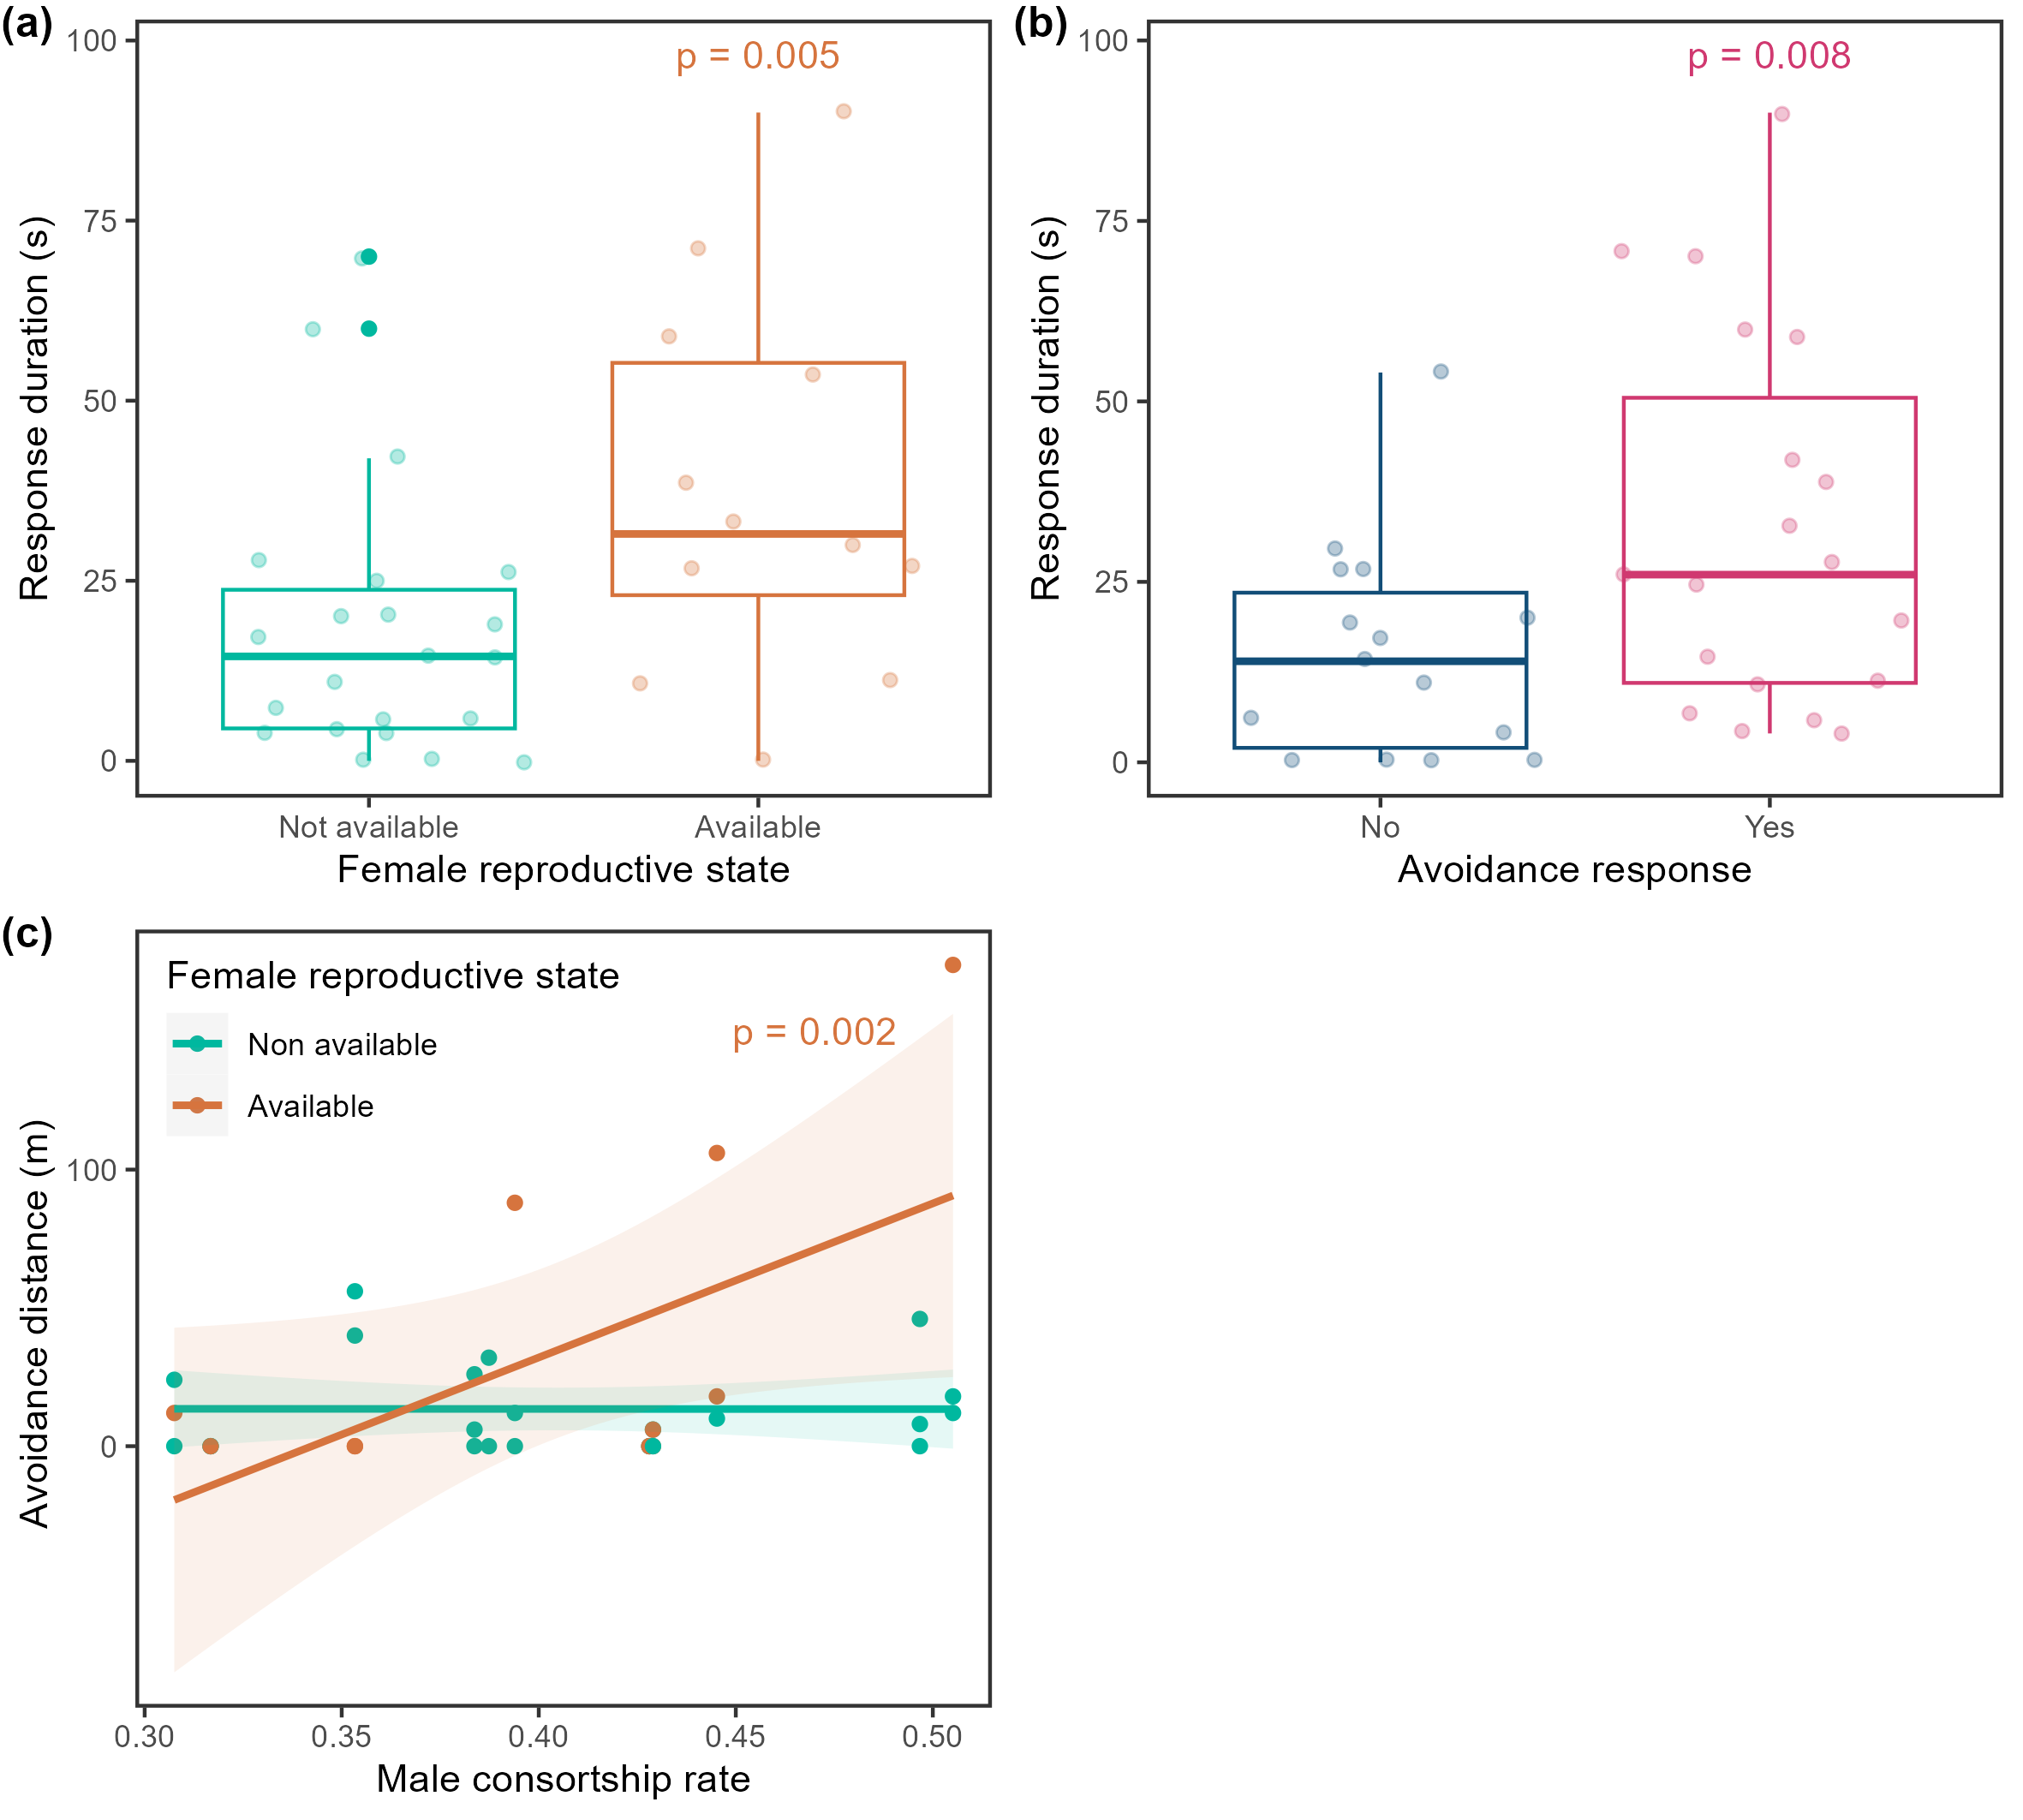 (a)
p = 0.005
Response duration (s)
100
75
50
25
0
Not available
Available
Female reproductive state
(b)
p = 0.008
Response duration (s)
100
75
50
25
0
No
Yes
Avoidance response
(c)
Female reproductive state
Non available
Available
p = 0.002
Avoidance distance (m)
100
0
0.30
0.35
0.40
0.45
0.50
Male consortship rate